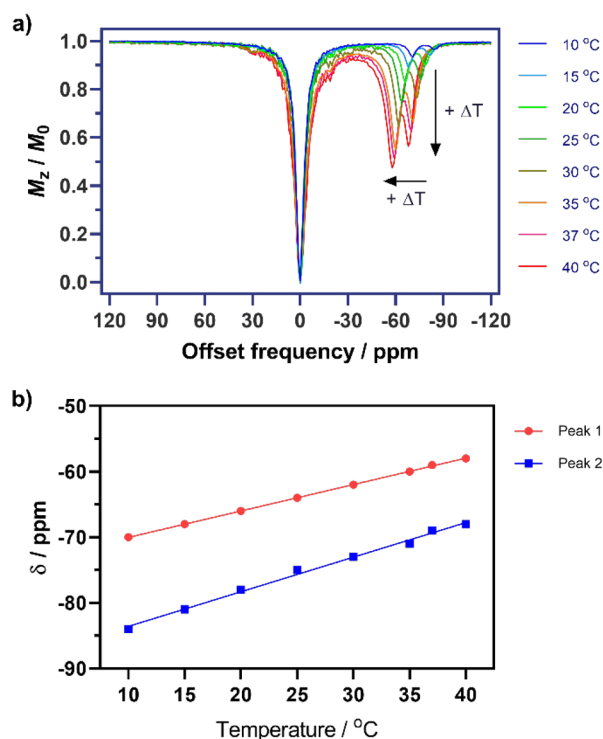 a)
1.0
0.8
0.6
0.4
0.2
0.0
Mz / M0
120 90 60 30 0 -30 -60 -90 -120
Offset frequency / ppm
+ ΔT
+ ΔT
10 °C
15 °C
20 °C
25 °C
30 °C
35 °C
37 °C
40 °C
b)
-50
-60
-70
-80
-90
δ / ppm
10 15 20 25 30 35 40
Temperature / °C
Peak 1
Peak 2